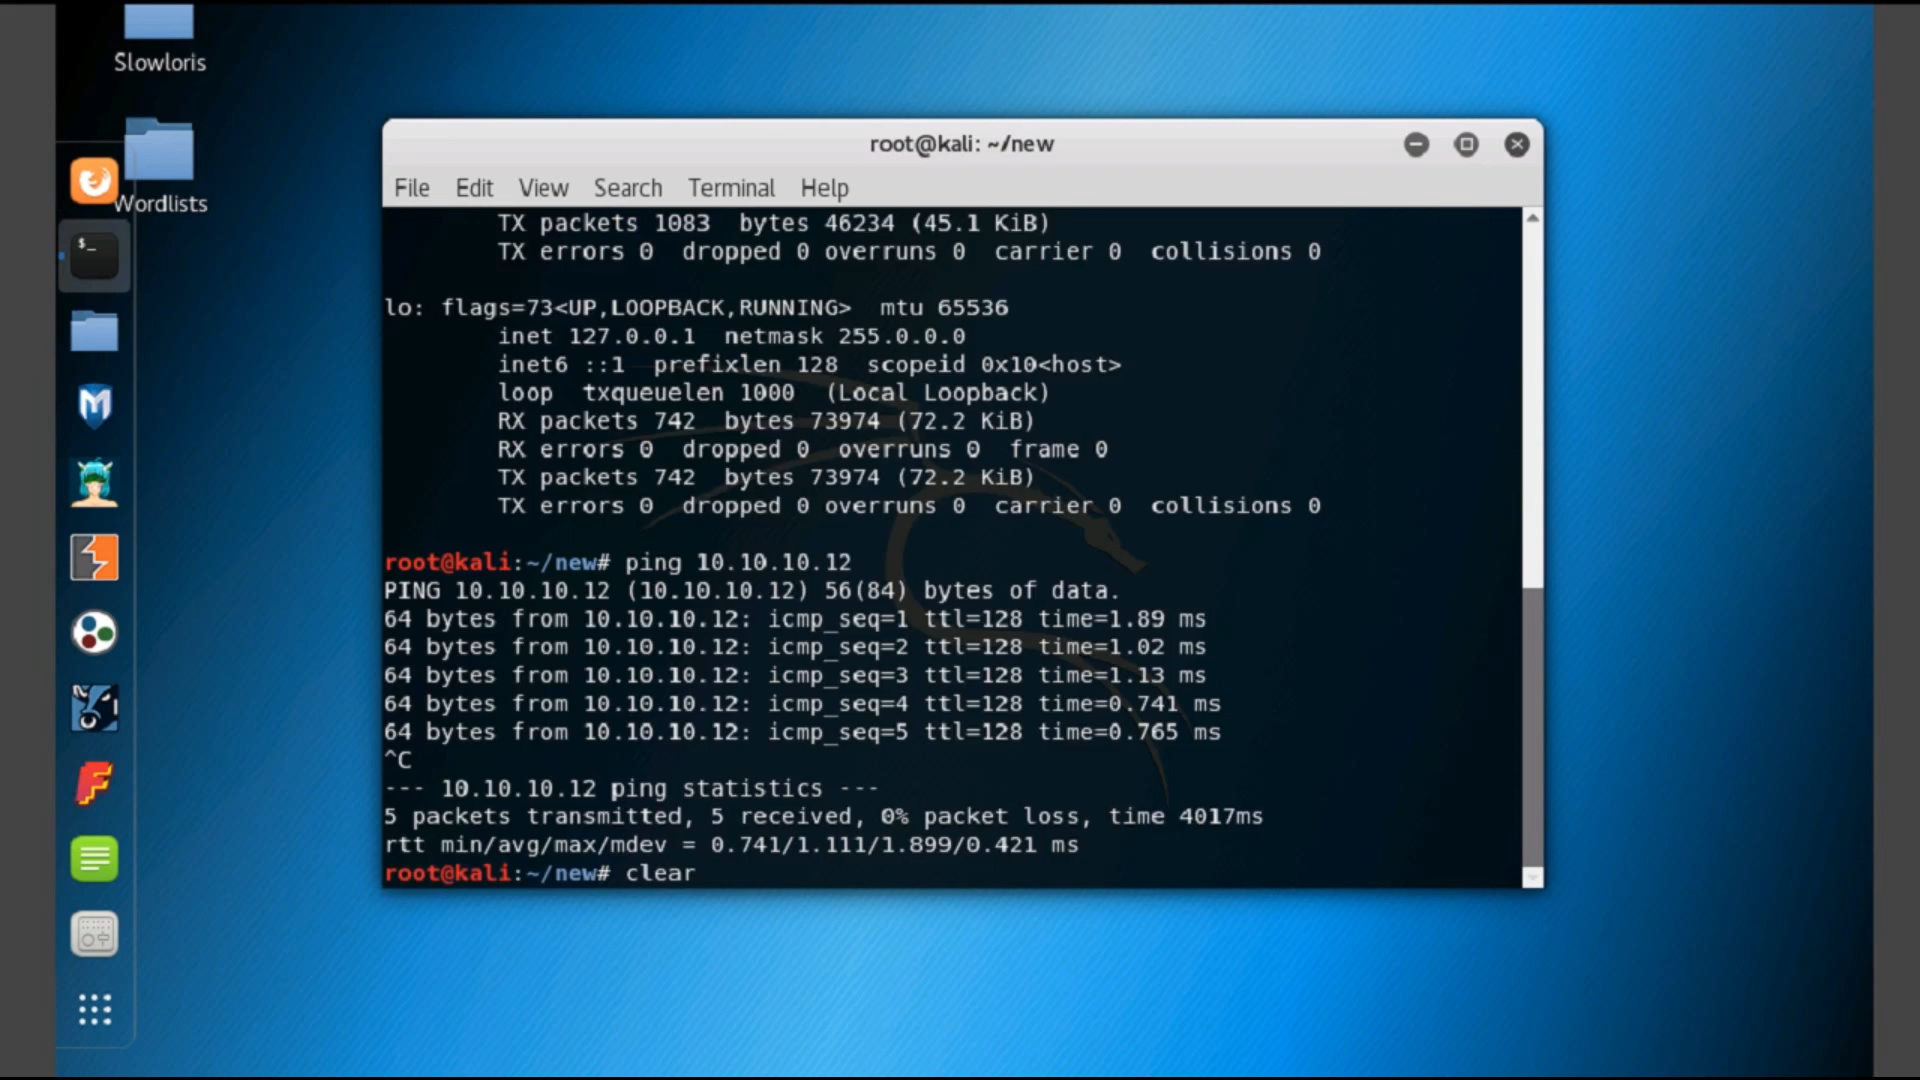 Slowloris
Wordlists
root@kali: ~/new
File Edit View Search Terminal Help
TX packets 1083 bytes 46234 (45.1 KiB)
TX errors 0 dropped 0 overruns 0 carrier 0 collisions 0
lo: flags=73<UP,LOOPBACK,RUNNING> mtu 65536
inet 127.0.0.1 netmask 255.0.0.0
inet6 ::1 prefixlen 128 scopeid 0x10<host>
loop txqueuelen 1000 (Local Loopback)
RX packets 742 bytes 73974 (72.2 KiB)
RX errors 0 dropped 0 overruns 0 frame 0
TX packets 742 bytes 73974 (72.2 KiB)
TX errors 0 dropped 0 overruns 0 carrier 0 collisions 0
root@kali:~/new# ping 10.10.10.12
PING 10.10.10.12 (10.10.10.12) 56(84) bytes of data.
64 bytes from 10.10.10.12: icmp_seq=1 ttl=128 time=1.89 ms
64 bytes from 10.10.10.12: icmp_seq=2 ttl=128 time=1.02 ms
64 bytes from 10.10.10.12: icmp_seq=3 ttl=128 time=1.13 ms
64 bytes from 10.10.10.12: icmp_seq=4 ttl=128 time=0.741 ms
64 bytes from 10.10.10.12: icmp_seq=5 ttl=128 time=0.765 ms
^C
--- 10.10.10.12 ping statistics ---
5 packets transmitted, 5 received, 0% packet loss, time 4017ms
rtt min/avg/max/mdev = 0.741/1.111/1.899/0.421 ms
root@kali:~/new# clear